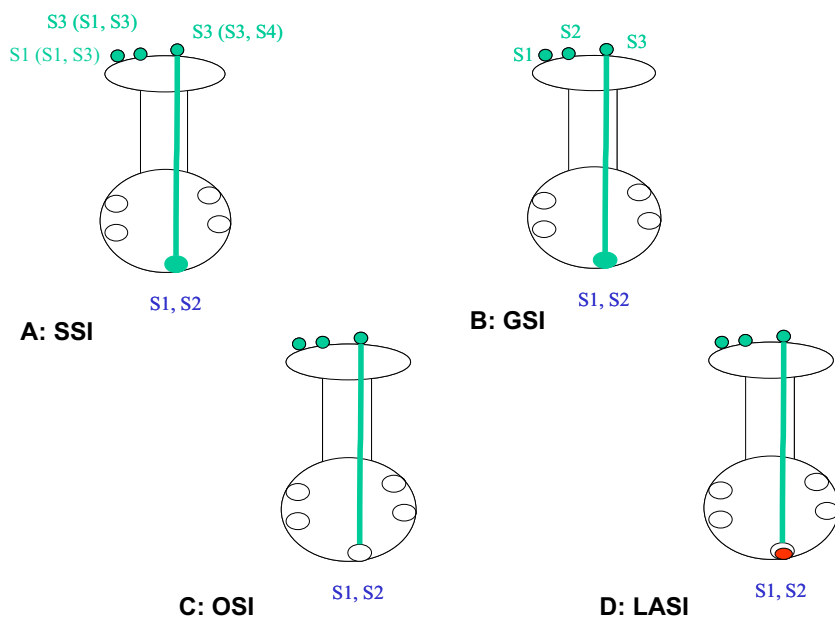 S3 (S1, S3)
S3 (S3, S4)
S1 (S1, S3)
S1, S2
A: SSI
S2
S3
S1
S1, S2
B: GSI
S1, S2
C: OSI
S1, S2
D: LASI